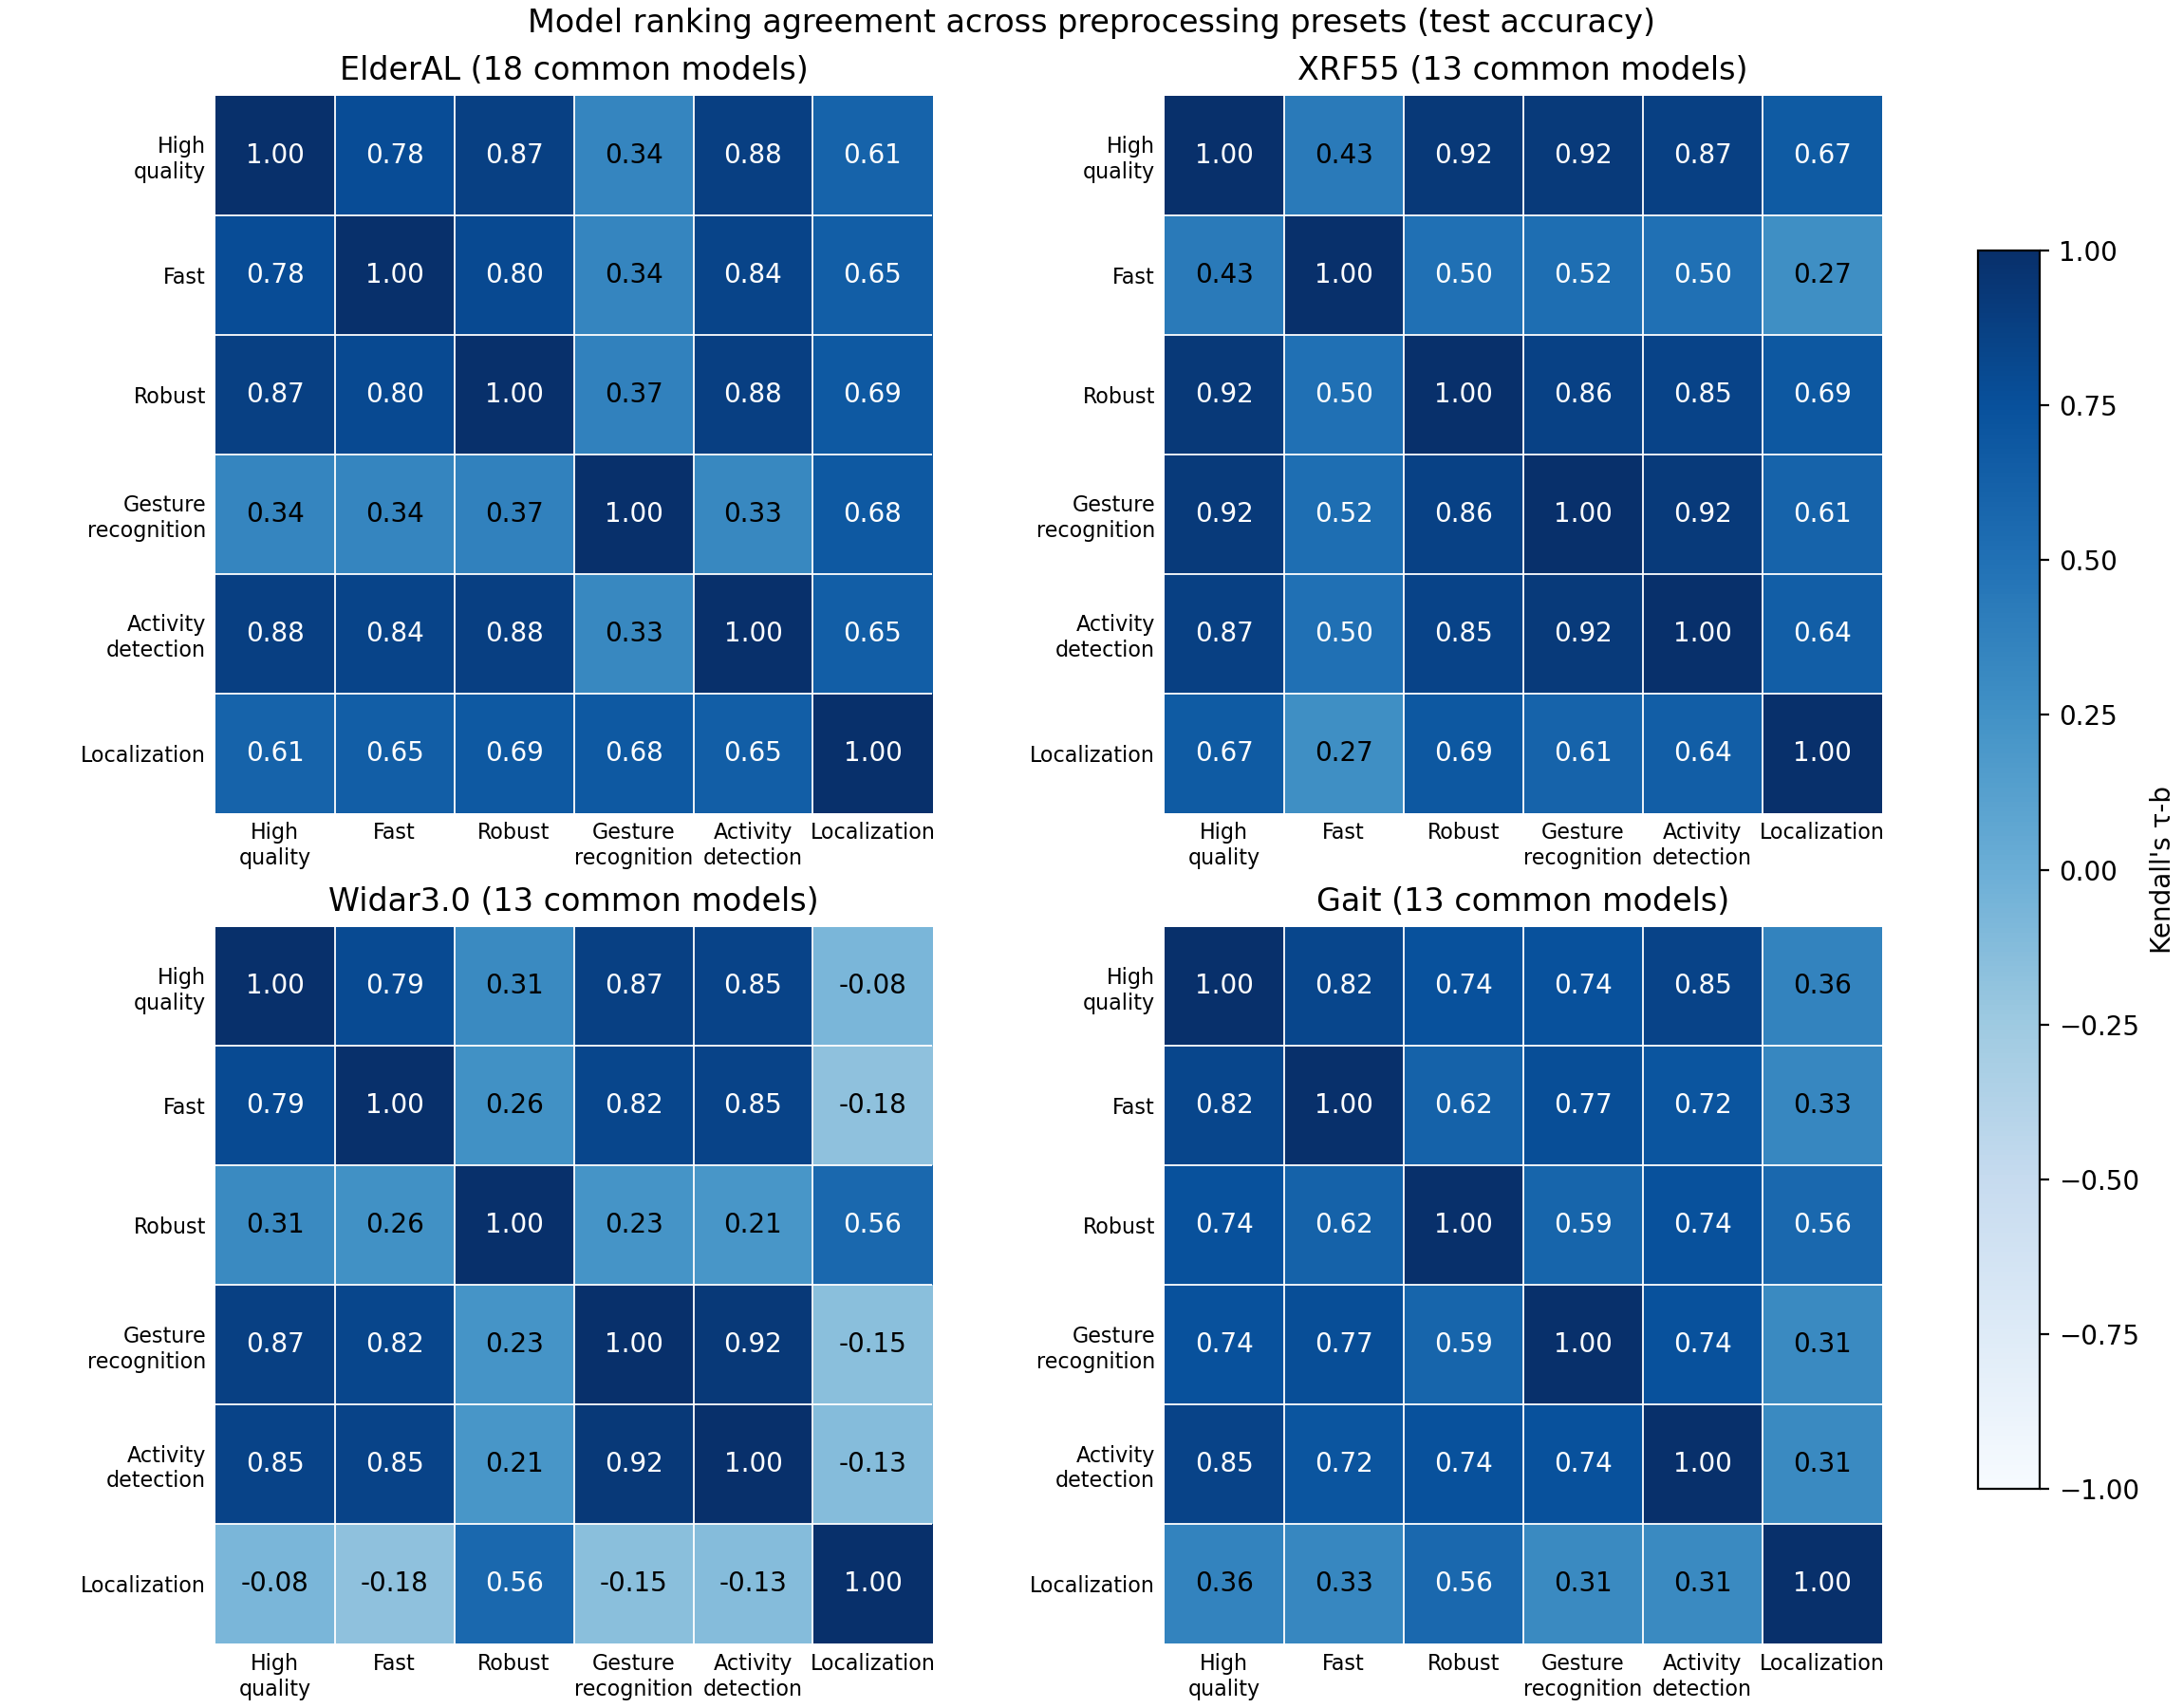 Model ranking agreement across preprocessing presets (test accuracy)
ElderAL (18 common models)
High
quality
1.00 0.78 0.87 0.34 0.88 0.61
Fast
0.78 1.00 0.80 0.34 0.84 0.65
Robust
0.87 0.80 1.00 0.37 0.88 0.69
Gesture
recognition
0.34 0.34 0.37 1.00 0.33 0.68
Activity
detection
0.88 0.84 0.88 0.33 1.00 0.65
Localization
0.61 0.65 0.69 0.68 0.65 1.00
High Fast Robust Gesture Activity Localization
quality recognition detection
XRF55 (13 common models)
High
quality
1.00 0.43 0.92 0.92 0.87 0.67
Fast
0.43 1.00 0.50 0.52 0.50 0.27
Robust
0.92 0.50 1.00 0.86 0.85 0.69
Gesture
recognition
0.92 0.52 0.86 1.00 0.92 0.61
Activity
detection
0.87 0.50 0.85 0.92 1.00 0.64
Localization
0.67 0.27 0.69 0.61 0.64 1.00
High Fast Robust Gesture Activity Localization
quality recognition detection
Widar3.0 (13 common models)
High
quality
1.00 0.79 0.31 0.87 0.85 -0.08
Fast
0.79 1.00 0.26 0.82 0.85 -0.18
Robust
0.31 0.26 1.00 0.23 0.21 0.56
Gesture
recognition
0.87 0.82 0.23 1.00 0.92 -0.15
Activity
detection
0.85 0.85 0.21 0.92 1.00 -0.13
Localization
-0.08 -0.18 0.56 -0.15 -0.13 1.00
High Fast Robust Gesture Activity Localization
quality recognition detection
Gait (13 common models)
High
quality
1.00 0.82 0.74 0.74 0.85 0.36
Fast
0.82 1.00 0.62 0.77 0.72 0.33
Robust
0.74 0.62 1.00 0.59 0.74 0.56
Gesture
recognition
0.74 0.77 0.59 1.00 0.74 0.31
Activity
detection
0.85 0.72 0.74 0.74 1.00 0.31
Localization
0.36 0.33 0.56 0.31 0.31 1.00
High Fast Robust Gesture Activity Localization
quality recognition detection
1.00
0.75
0.50
0.25
0.00
−0.25
−0.50
−0.75
−1.00
Kendall's τ-b